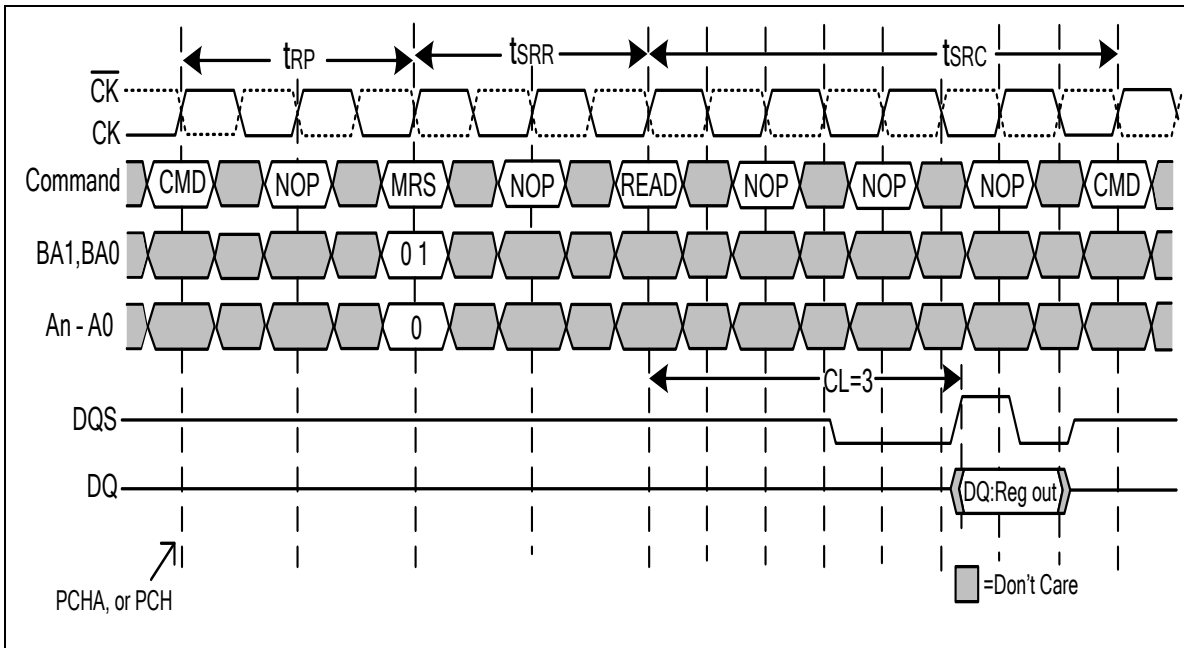 tRP tSRR tSRC
CK
CK
Command CMD NOP MRS NOP READ NOP NOP NOP CMD
BA1,BA0 0 1
An - A0 0
CL=3
DQS
DQ DQ:Reg out
PCHA, or PCH
=Don't Care